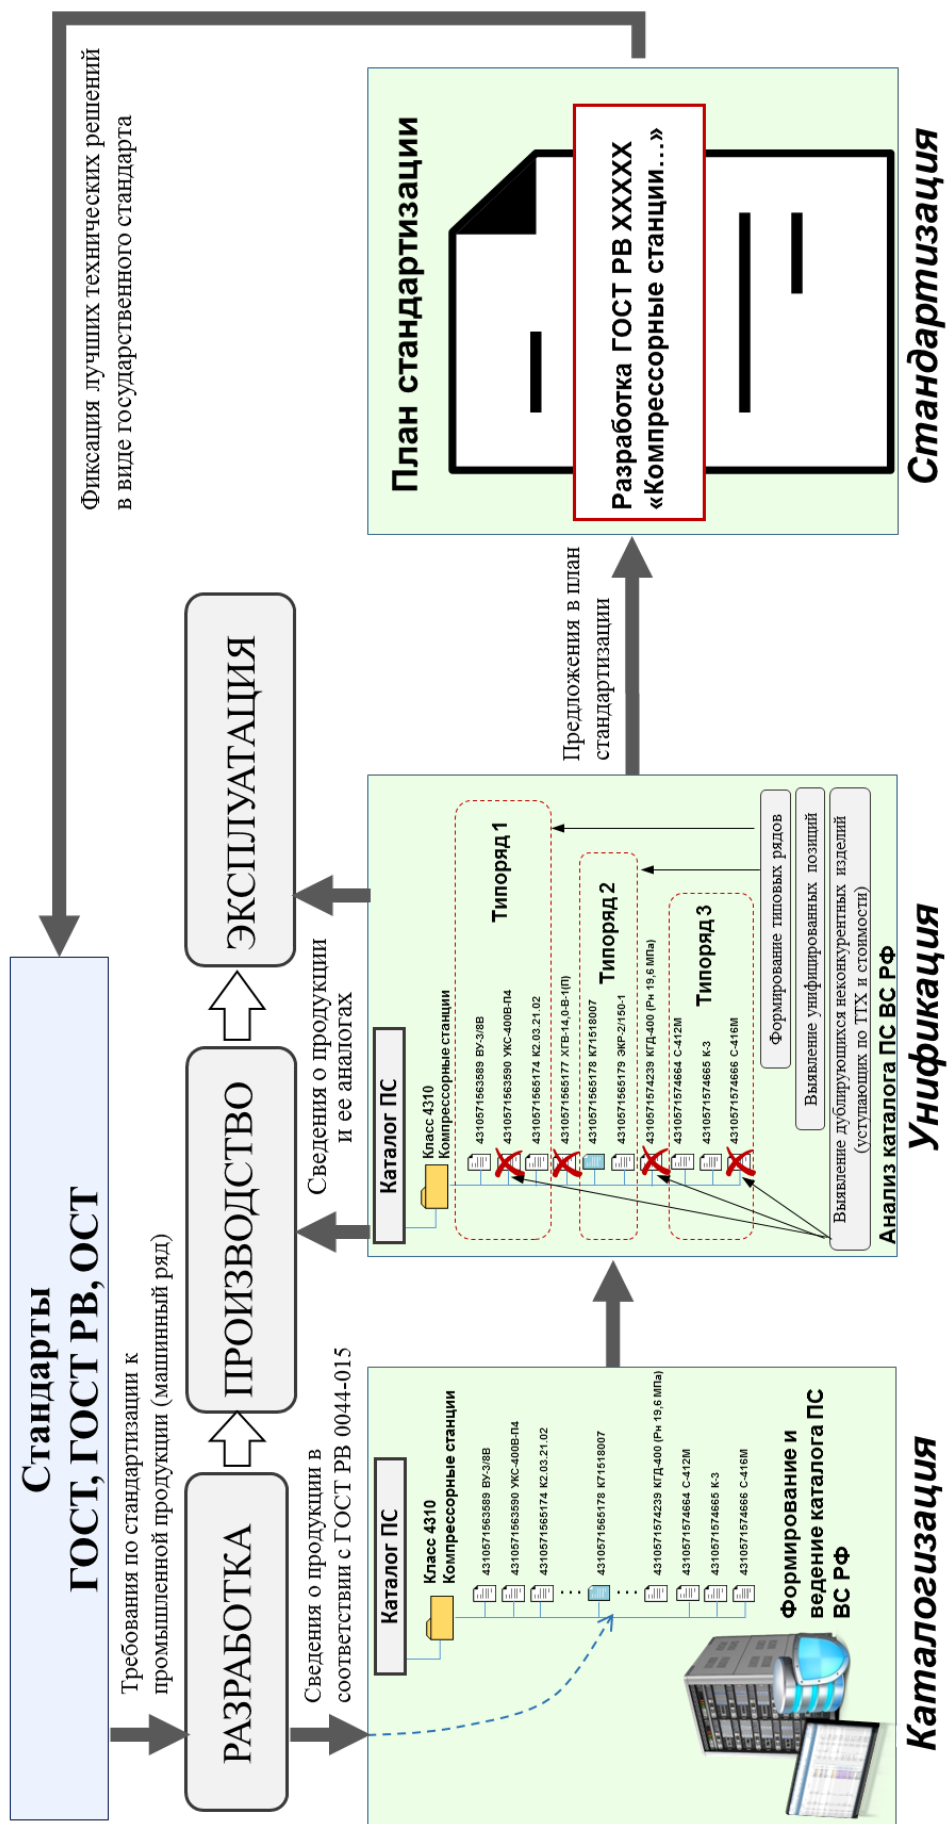 Стандарты
ГОСТ, ГОСТ РВ, ОСТ
Фиксация лучших технических решений
в виде государственного стандарта
Требования по стандартизации к
промышленной продукции (машинный ряд)
РАЗРАБОТКА
ПРОИЗВОДСТВО
ЭКСПЛУАТАЦИЯ
Сведения о продукции в
соответствии с ГОСТ РВ 0044-015
Сведения о продукции
и ее аналогах
Каталог ПС
Класс 4310
Компрессорные станции
4310571563589 ВУ-3/8В
4310571563590 УКС-400В-П4
4310571565174 К2.03.21.02
4310571565178 К71518007
4310571574239 КГД-400 (Рн 19,6 МПа)
4310571574664 С-412М
4310571574665 К-3
4310571574666 С-416М
Формирование и
ведение каталога ПС
ВС РФ
Каталогизация
Каталог ПС
Класс 4310
Компрессорные станции
4310571563589 ВУ-3/8В
4310571563590 УКС-400В-П4
4310571565174 К2.03.21.02
4310571565177 ХГВ-14,0-В-1(П)
4310571565178 К71518007
4310571565179 ЭКР-2/150-1
4310571574239 КГД-400 (Рн 19,6 МПа)
4310571574664 С-412М
4310571574665 К-3
4310571574666 С-416М
Типоряд 1
Типоряд 2
Типоряд 3
Формирование типовых рядов
Выявление унифицированных позиций
Выявление дублирующихся неконкурентных изделий
(уступающих по ТТХ и стоимости)
Анализ каталога ПС ВС РФ
Унификация
Предложения в план
стандартизации
План стандартизации
Разработка ГОСТ РВ ХХХХХ
«Компрессорные станции...»
Стандартизация